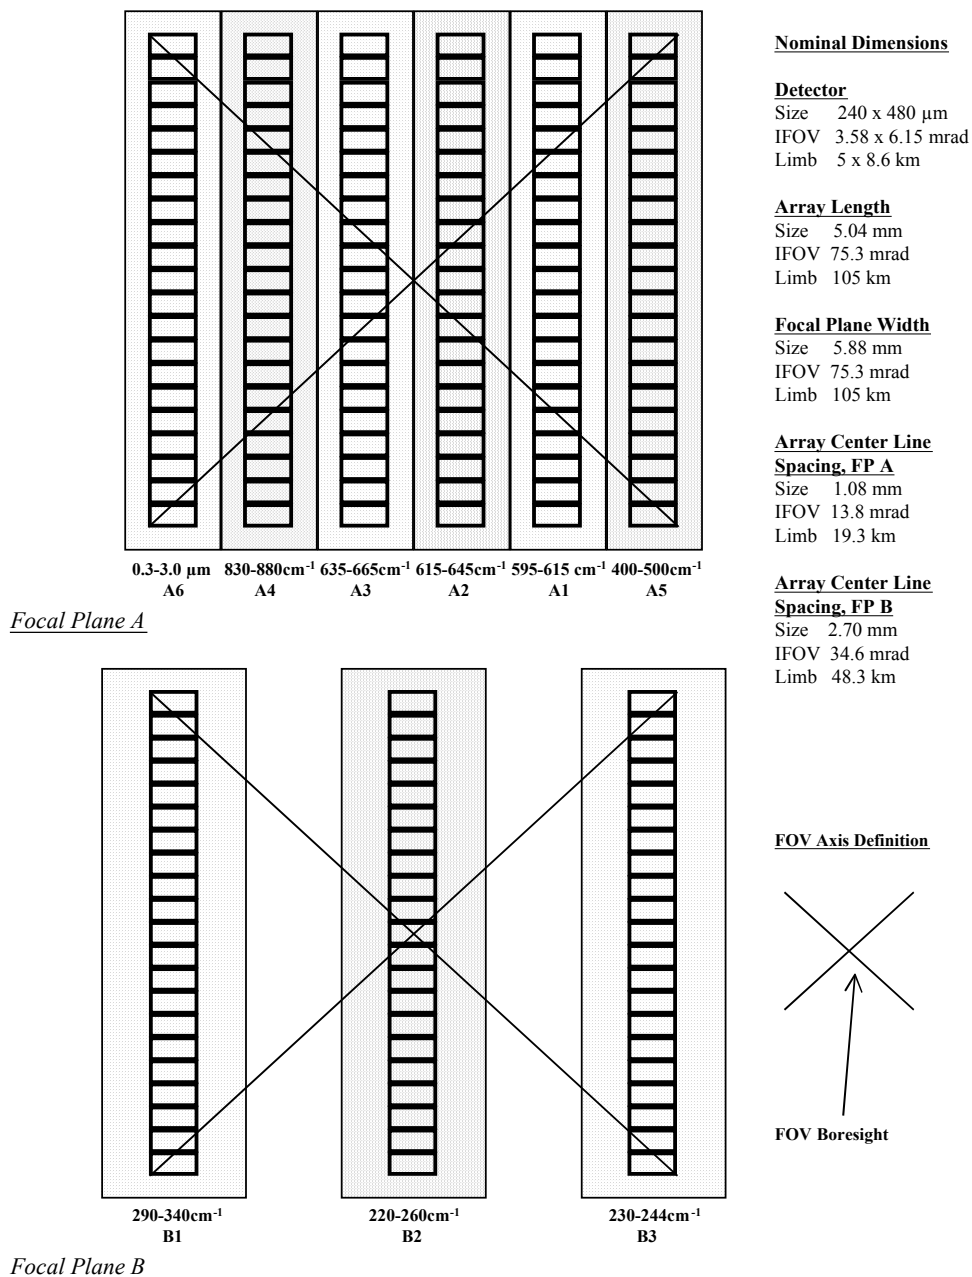 Nominal Dimensions
Detector
Size 240 x 480 µm
IFOV 3.58 x 6.15 mrad
Limb 5 x 8.6 km
Array Length
Size 5.04 mm
IFOV 75.3 mrad
Limb 105 km
Focal Plane Width
Size 5.88 mm
IFOV 75.3 mrad
Limb 105 km
Array Center Line
Spacing, FP A
Size 1.08 mm
IFOV 13.8 mrad
Limb 19.3 km
Array Center Line
Spacing, FP B
Size 2.70 mm
IFOV 34.6 mrad
Limb 48.3 km
0.3-3.0 µm 830-880cm⁻¹ 635-665cm⁻¹ 615-645cm⁻¹ 595-615 cm⁻¹ 400-500cm⁻¹
A6 A4 A3 A2 A1 A5
Focal Plane A
FOV Axis Definition
FOV Boresight
290-340cm⁻¹ 220-260cm⁻¹ 230-244cm⁻¹
B1 B2 B3
Focal Plane B